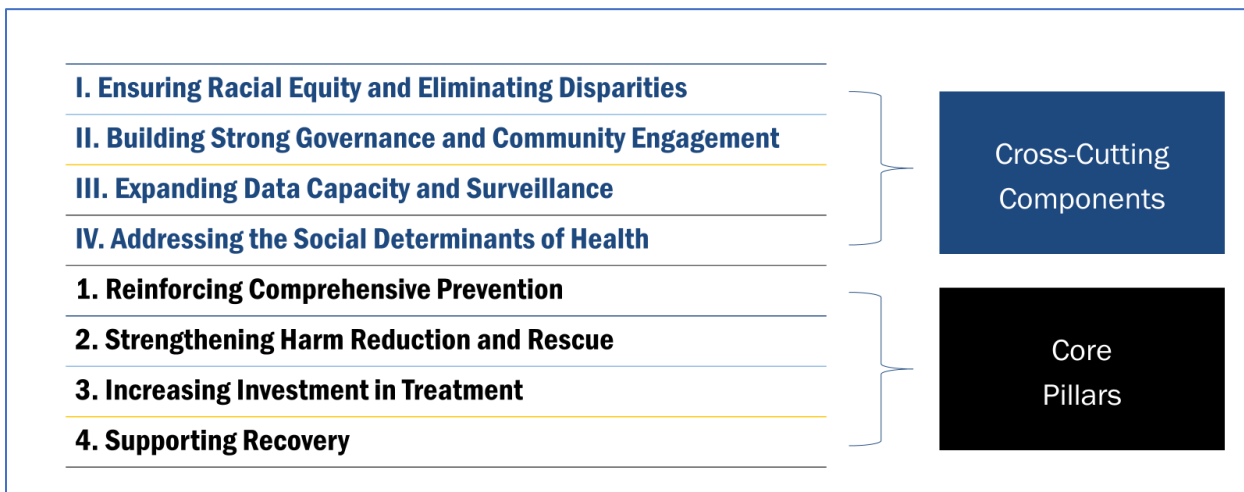 I. Ensuring Racial Equity and Eliminating Disparities
II. Building Strong Governance and Community Engagement
III. Expanding Data Capacity and Surveillance
IV. Addressing the Social Determinants of Health
Cross-Cutting
Components
1. Reinforcing Comprehensive Prevention
2. Strengthening Harm Reduction and Rescue
3. Increasing Investment in Treatment
4. Supporting Recovery
Core
Pillars